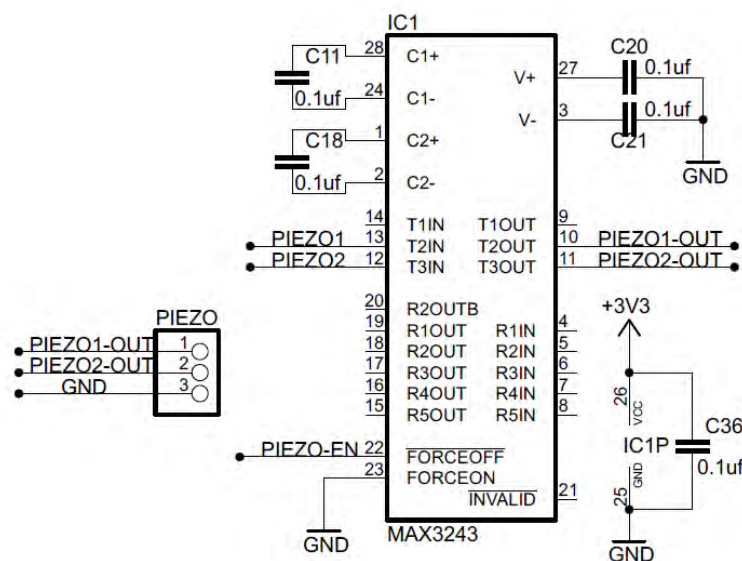 IC1
C11
0.1uf
28
24
C1+
C1-
C18
0.1uf
1
2
C2+
C2-
V+
V-
27
3
C20
0.1uf
0.1uf
C21
GND
PIEZO1
PIEZO2
14
13
12
T1IN
T2IN
T3IN
T1OUT
T2OUT
T3OUT
9
10
11
PIEZO1-OUT
PIEZO2-OUT
PIEZO
PIEZO1-OUT
PIEZO2-OUT
GND
1
2
3
20
19
18
17
16
15
R2OUTB
R1OUT
R2OUT
R3OUT
R4OUT
R5OUT
R1IN
R2IN
R3IN
R4IN
R5IN
4
5
6
7
8
PIEZO-EN
22
23
FORCEOFF
FORCEON
INVALID
21
GND
MAX3243
+3V3
26
VCC
IC1P
GND
25
C36
0.1uf
GND